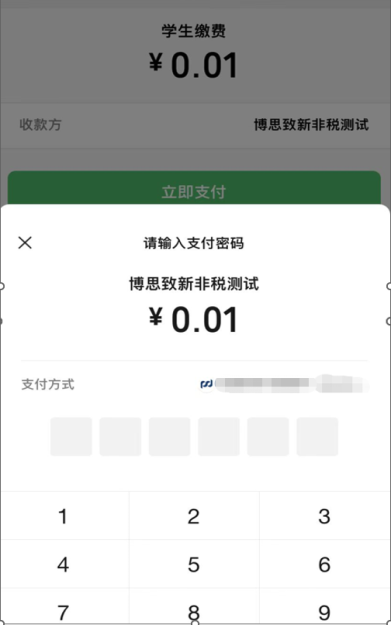 学生缴费
¥ 0.01
收款方 博思致新非税测试
立即支付
× 请输入支付密码
博思致新非税测试
¥ 0.01
支付方式
1 2 3
4 5 6
7 8 9